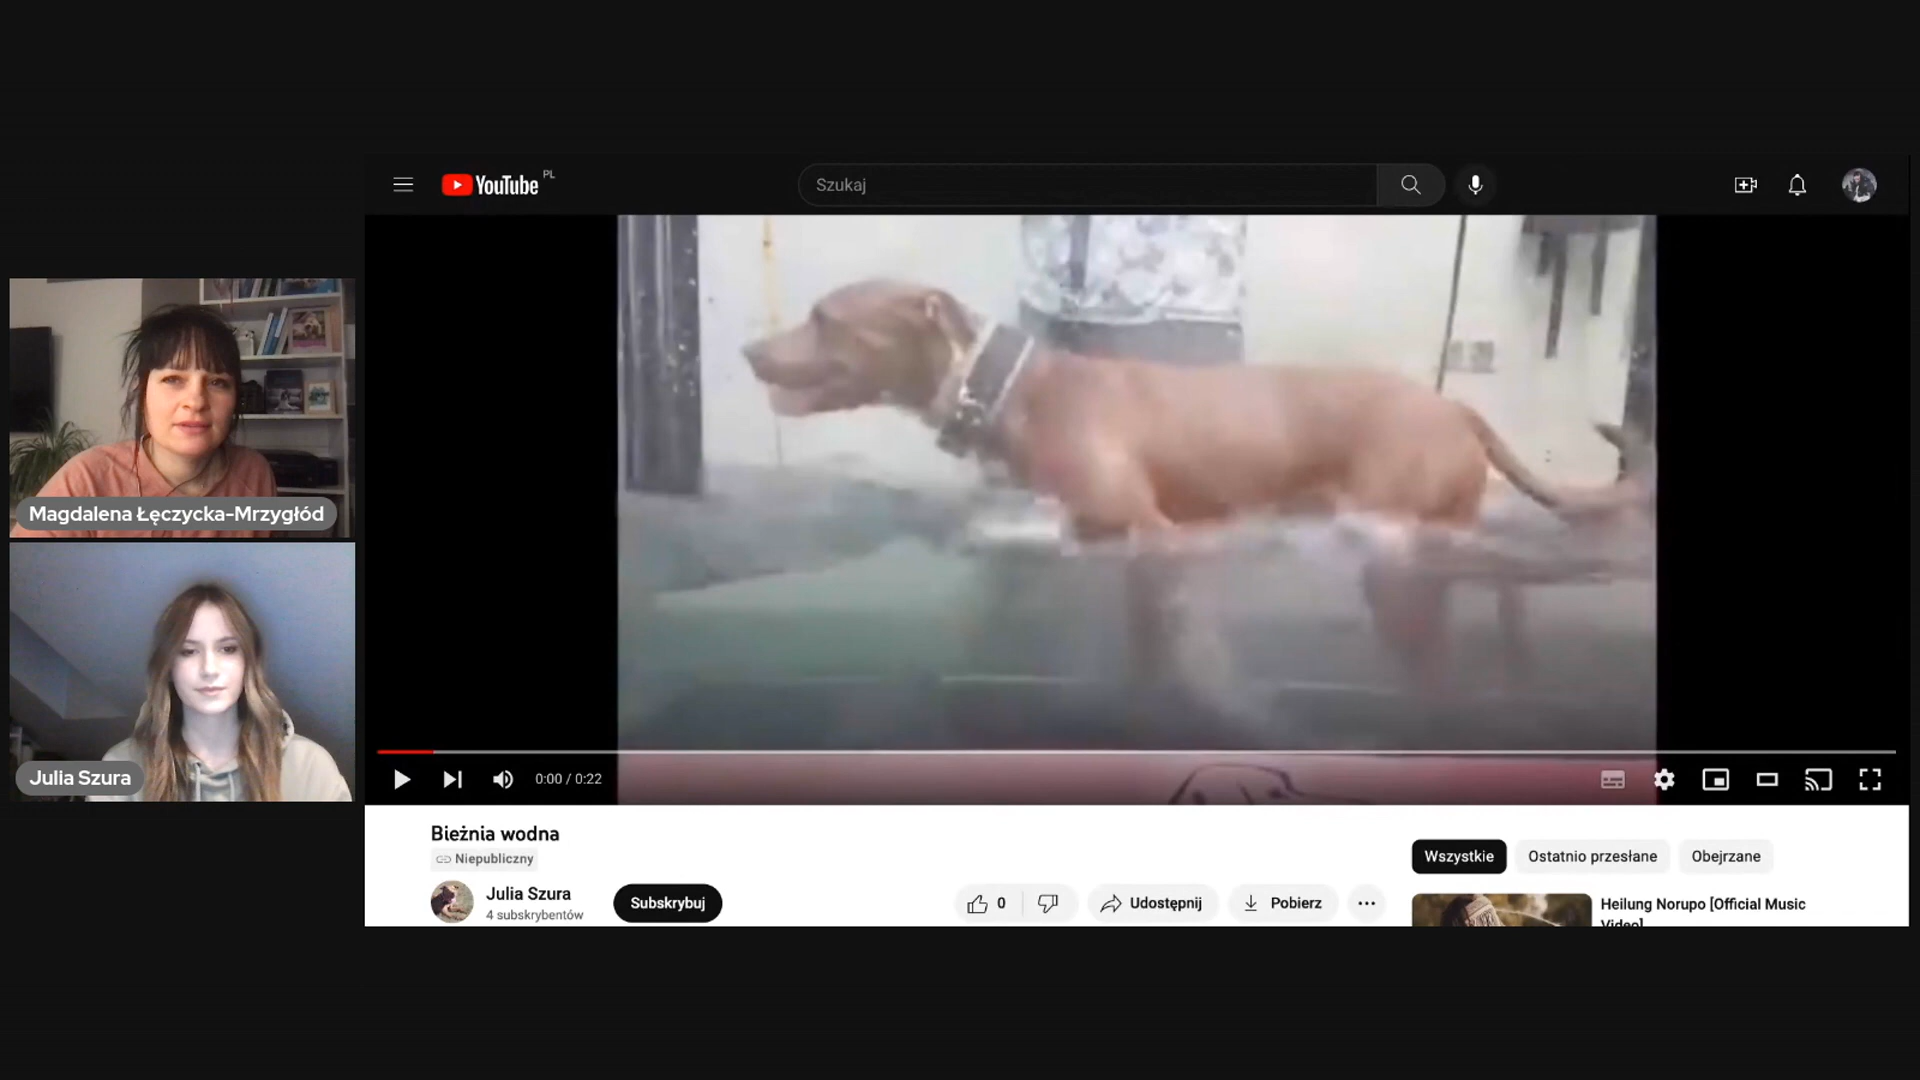 YouTube PL
Szukaj
Magdalena Łęczycka-Mrzygłód
Julia Szura
0:00 / 0:22
Bieżnia wodna
Niepubliczny
Julia Szura
4 subskrybentów
Subskrybuj
0
Udostępnij
Pobierz
Wszystkie
Ostatnio przesłane
Obejrzane
Heilung Norupo [Official Music
Video]